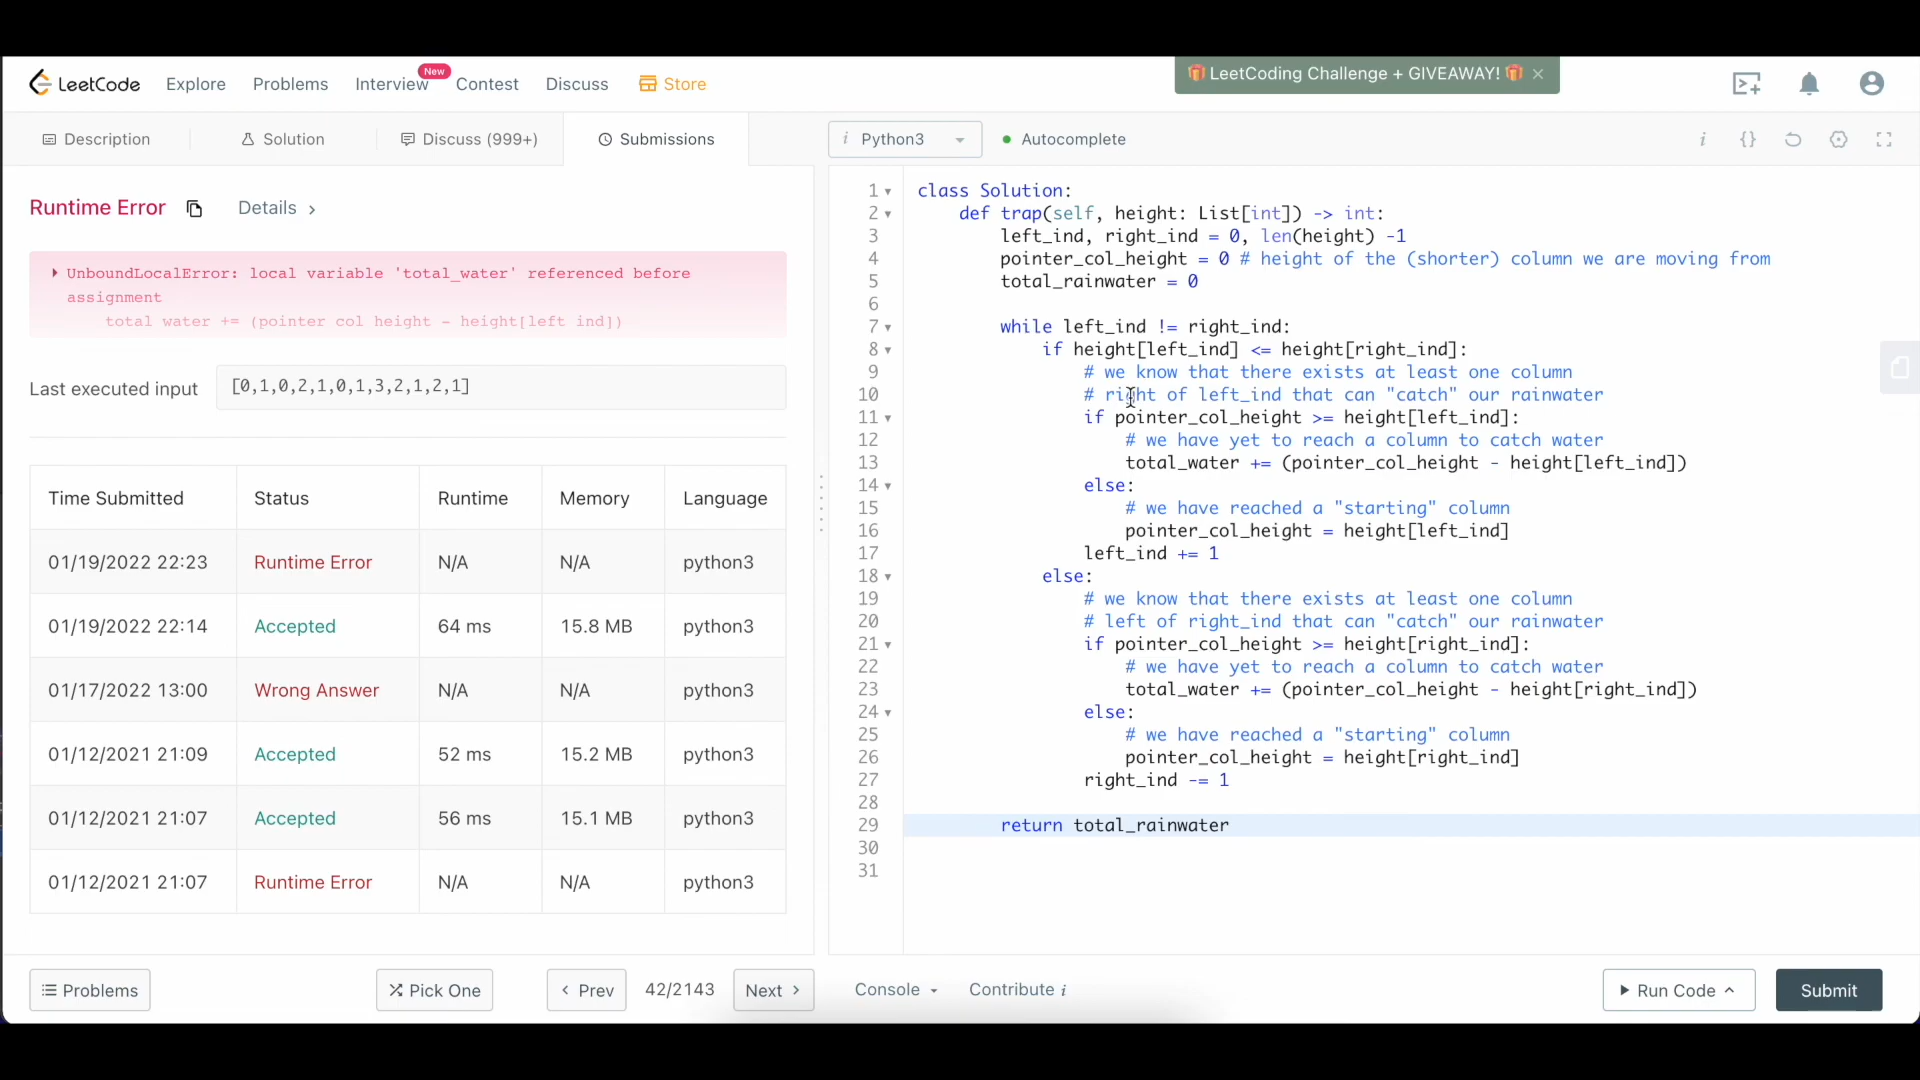 LeetCode
Explore
Problems
Interview
New
Contest
Discuss
Store
LeetCoding Challenge + GIVEAWAY!
Description
Solution
Discuss (999+)
Submissions
i Python3
Autocomplete
i {}
Runtime Error
Details
UnboundLocalError: local variable 'total_water' referenced before
assignment
total water += (pointer col height - height[left ind])
Last executed input
[0,1,0,2,1,0,1,3,2,1,2,1]
Time Submitted Status Runtime Memory Language
01/19/2022 22:23 Runtime Error N/A N/A python3
01/19/2022 22:14 Accepted 64 ms 15.8 MB python3
01/17/2022 13:00 Wrong Answer N/A N/A python3
01/12/2021 21:09 Accepted 52 ms 15.2 MB python3
01/12/2021 21:07 Accepted 56 ms 15.1 MB python3
01/12/2021 21:07 Runtime Error N/A N/A python3
1 class Solution:
2 def trap(self, height: List[int]) -> int:
3 left_ind, right_ind = 0, len(height) -1
4 pointer_col_height = 0 # height of the (shorter) column we are moving from
5 total_rainwater = 0
6
7 while left_ind != right_ind:
8 if height[left_ind] <= height[right_ind]:
9 # we know that there exists at least one column
10 # right of left_ind that can "catch" our rainwater
11 if pointer_col_height >= height[left_ind]:
12 # we have yet to reach a column to catch water
13 total_water += (pointer_col_height - height[left_ind])
14 else:
15 # we have reached a "starting" column
16 pointer_col_height = height[left_ind]
17 left_ind += 1
18 else:
19 # we know that there exists at least one column
20 # left of right_ind that can "catch" our rainwater
21 if pointer_col_height >= height[right_ind]:
22 # we have yet to reach a column to catch water
23 total_water += (pointer_col_height - height[right_ind])
24 else:
25 # we have reached a "starting" column
26 pointer_col_height = height[right_ind]
27 right_ind -= 1
28
29 return total_rainwater
30
31
Problems
Pick One
Prev
42/2143
Next
Console
Contribute i
Run Code
Submit